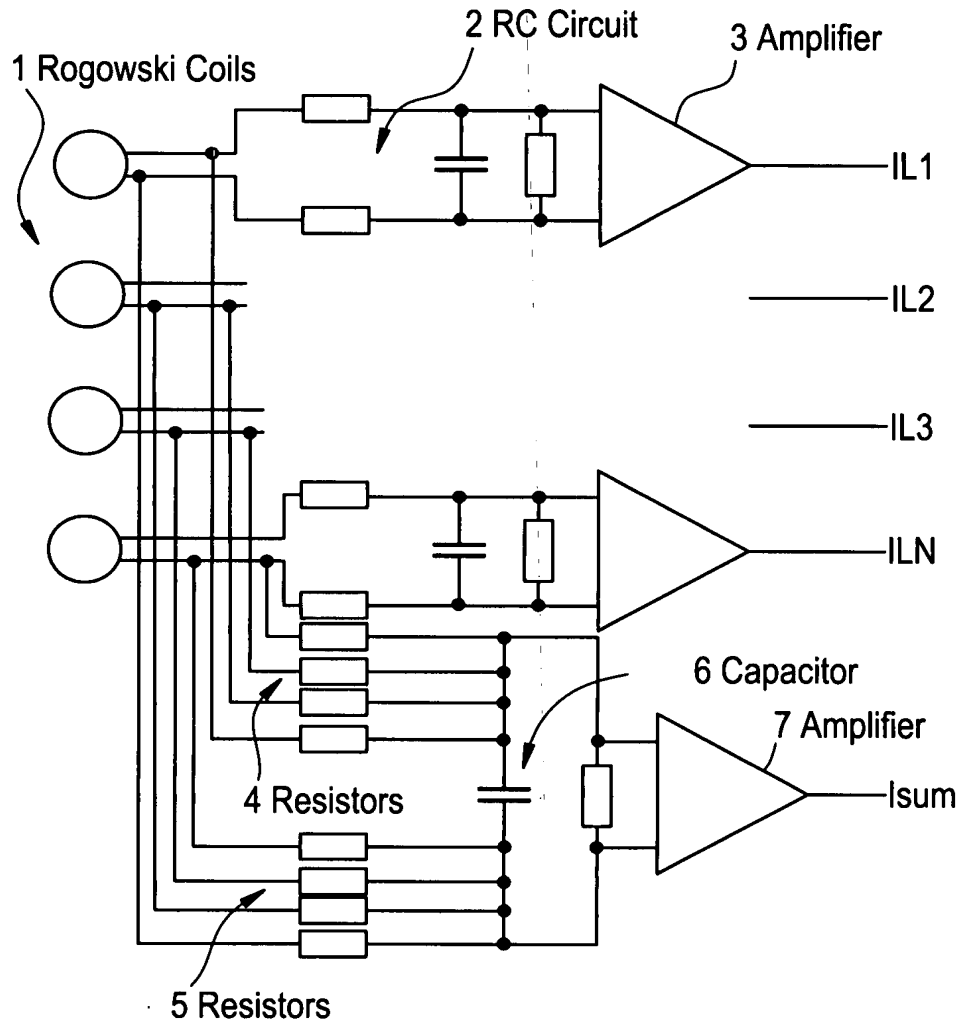 2 RC Circuit
3 Amplifier
1 Rogowski Coils
IL1
IL2
IL3
ILN
6 Capacitor
7 Amplifier
4 Resistors
Isum
5 Resistors